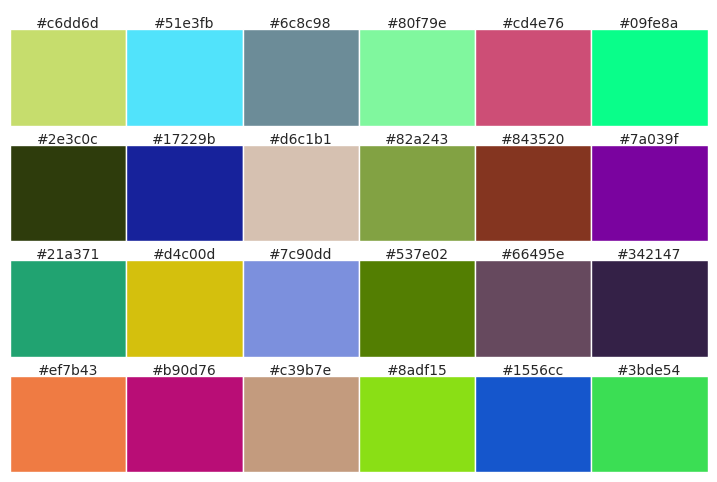 #c6dd6d #51e3fb #6c8c98 #80f79e #cd4e76 #09fe8a
#2e3c0c #17229b #d6c1b1 #82a243 #843520 #7a039f
#21a371 #d4c00d #7c90dd #537e02 #66495e #342147
#ef7b43 #b90d76 #c39b7e #8adf15 #1556cc #3bde54